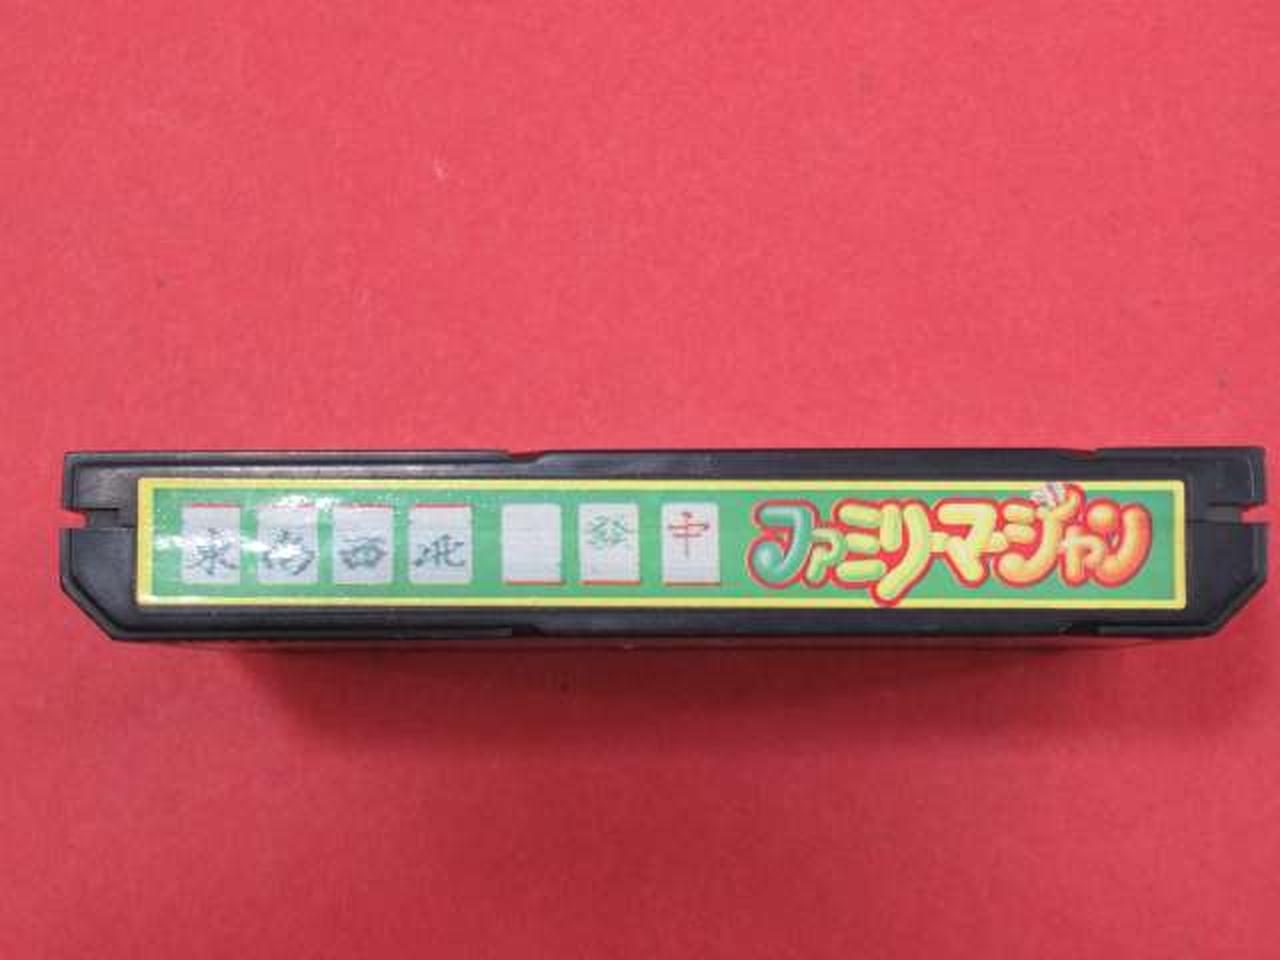 東 南 西 北 發 中 ファミリーマージャン